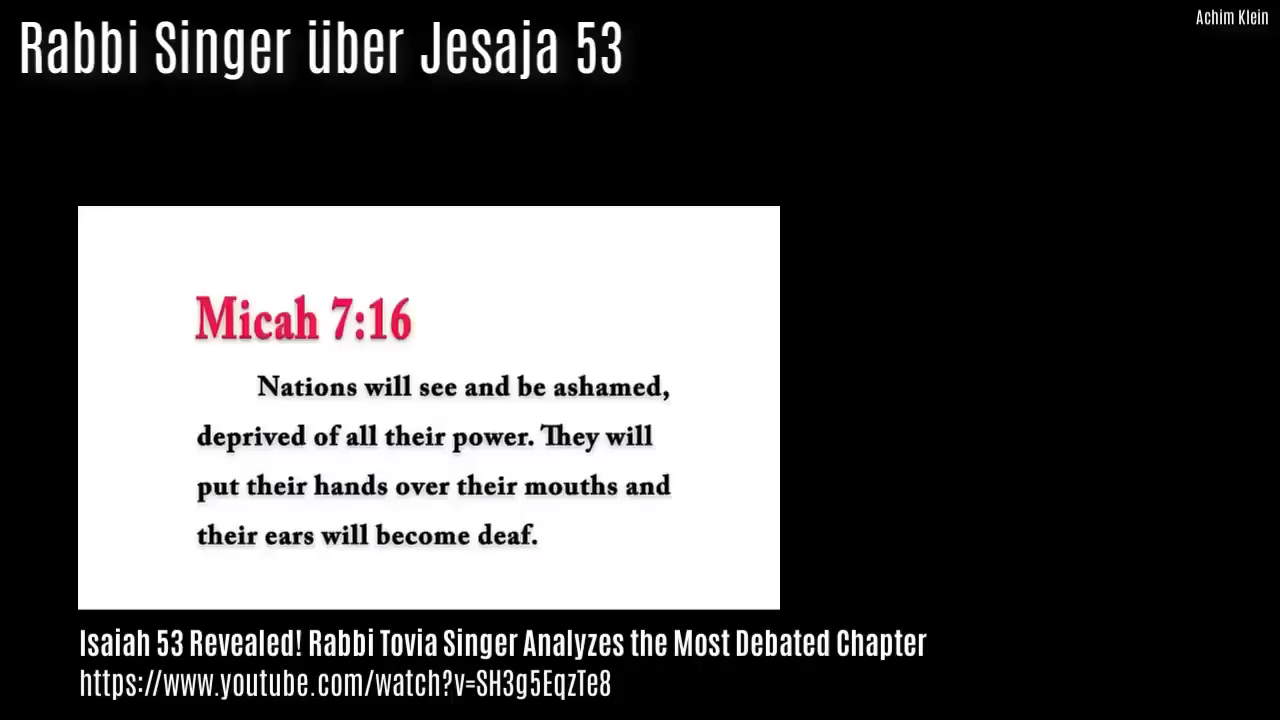 Rabbi Singer über Jesaja 53
Achim Klein
Micah 7:16
Nations will see and be ashamed,
deprived of all their power. They will
put their hands over their mouths and
their ears will become deaf.
Isaiah 53 Revealed! Rabbi Tovia Singer Analyzes the Most Debated Chapter
https://www.youtube.com/watch?v=SH3g5EqzTe8